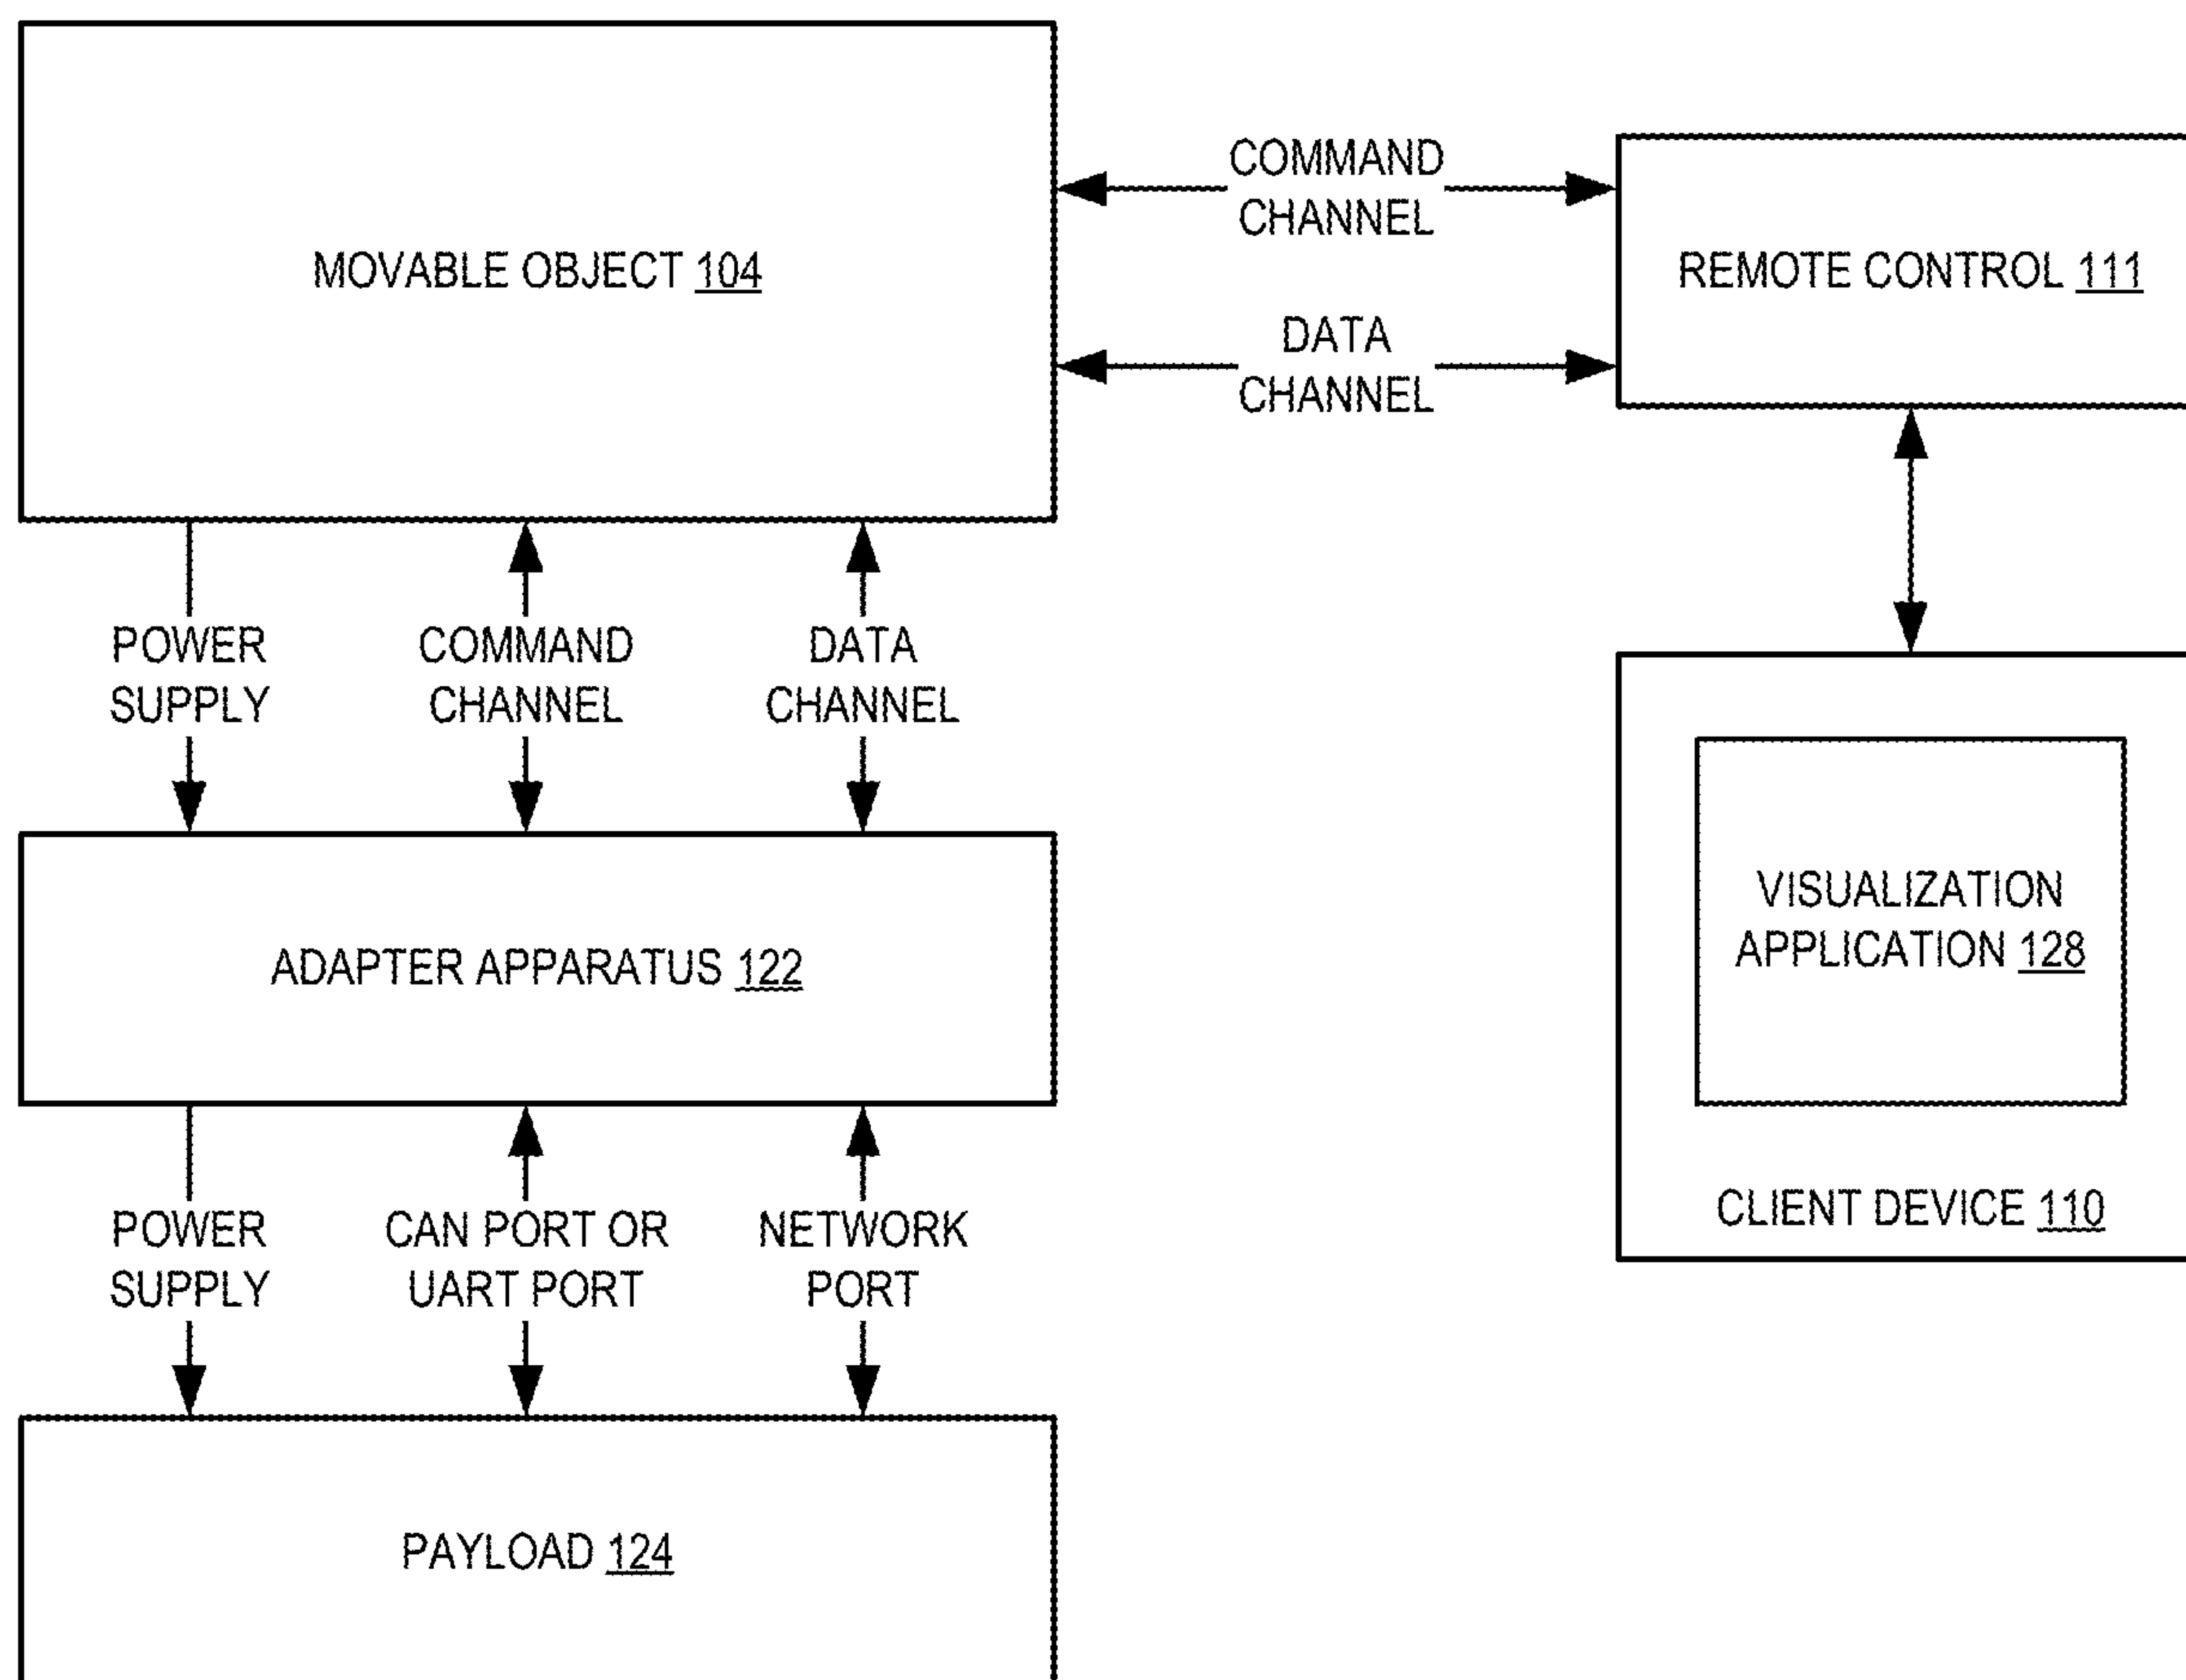 MOVABLE OBJECT 104
COMMAND
CHANNEL
DATA
CHANNEL
REMOTE CONTROL 111
POWER
SUPPLY
COMMAND
CHANNEL
DATA
CHANNEL
VISUALIZATION
APPLICATION 128
CLIENT DEVICE 110
ADAPTER APPARATUS 122
POWER
SUPPLY
CAN PORT OR
UART PORT
NETWORK
PORT
PAYLOAD 124